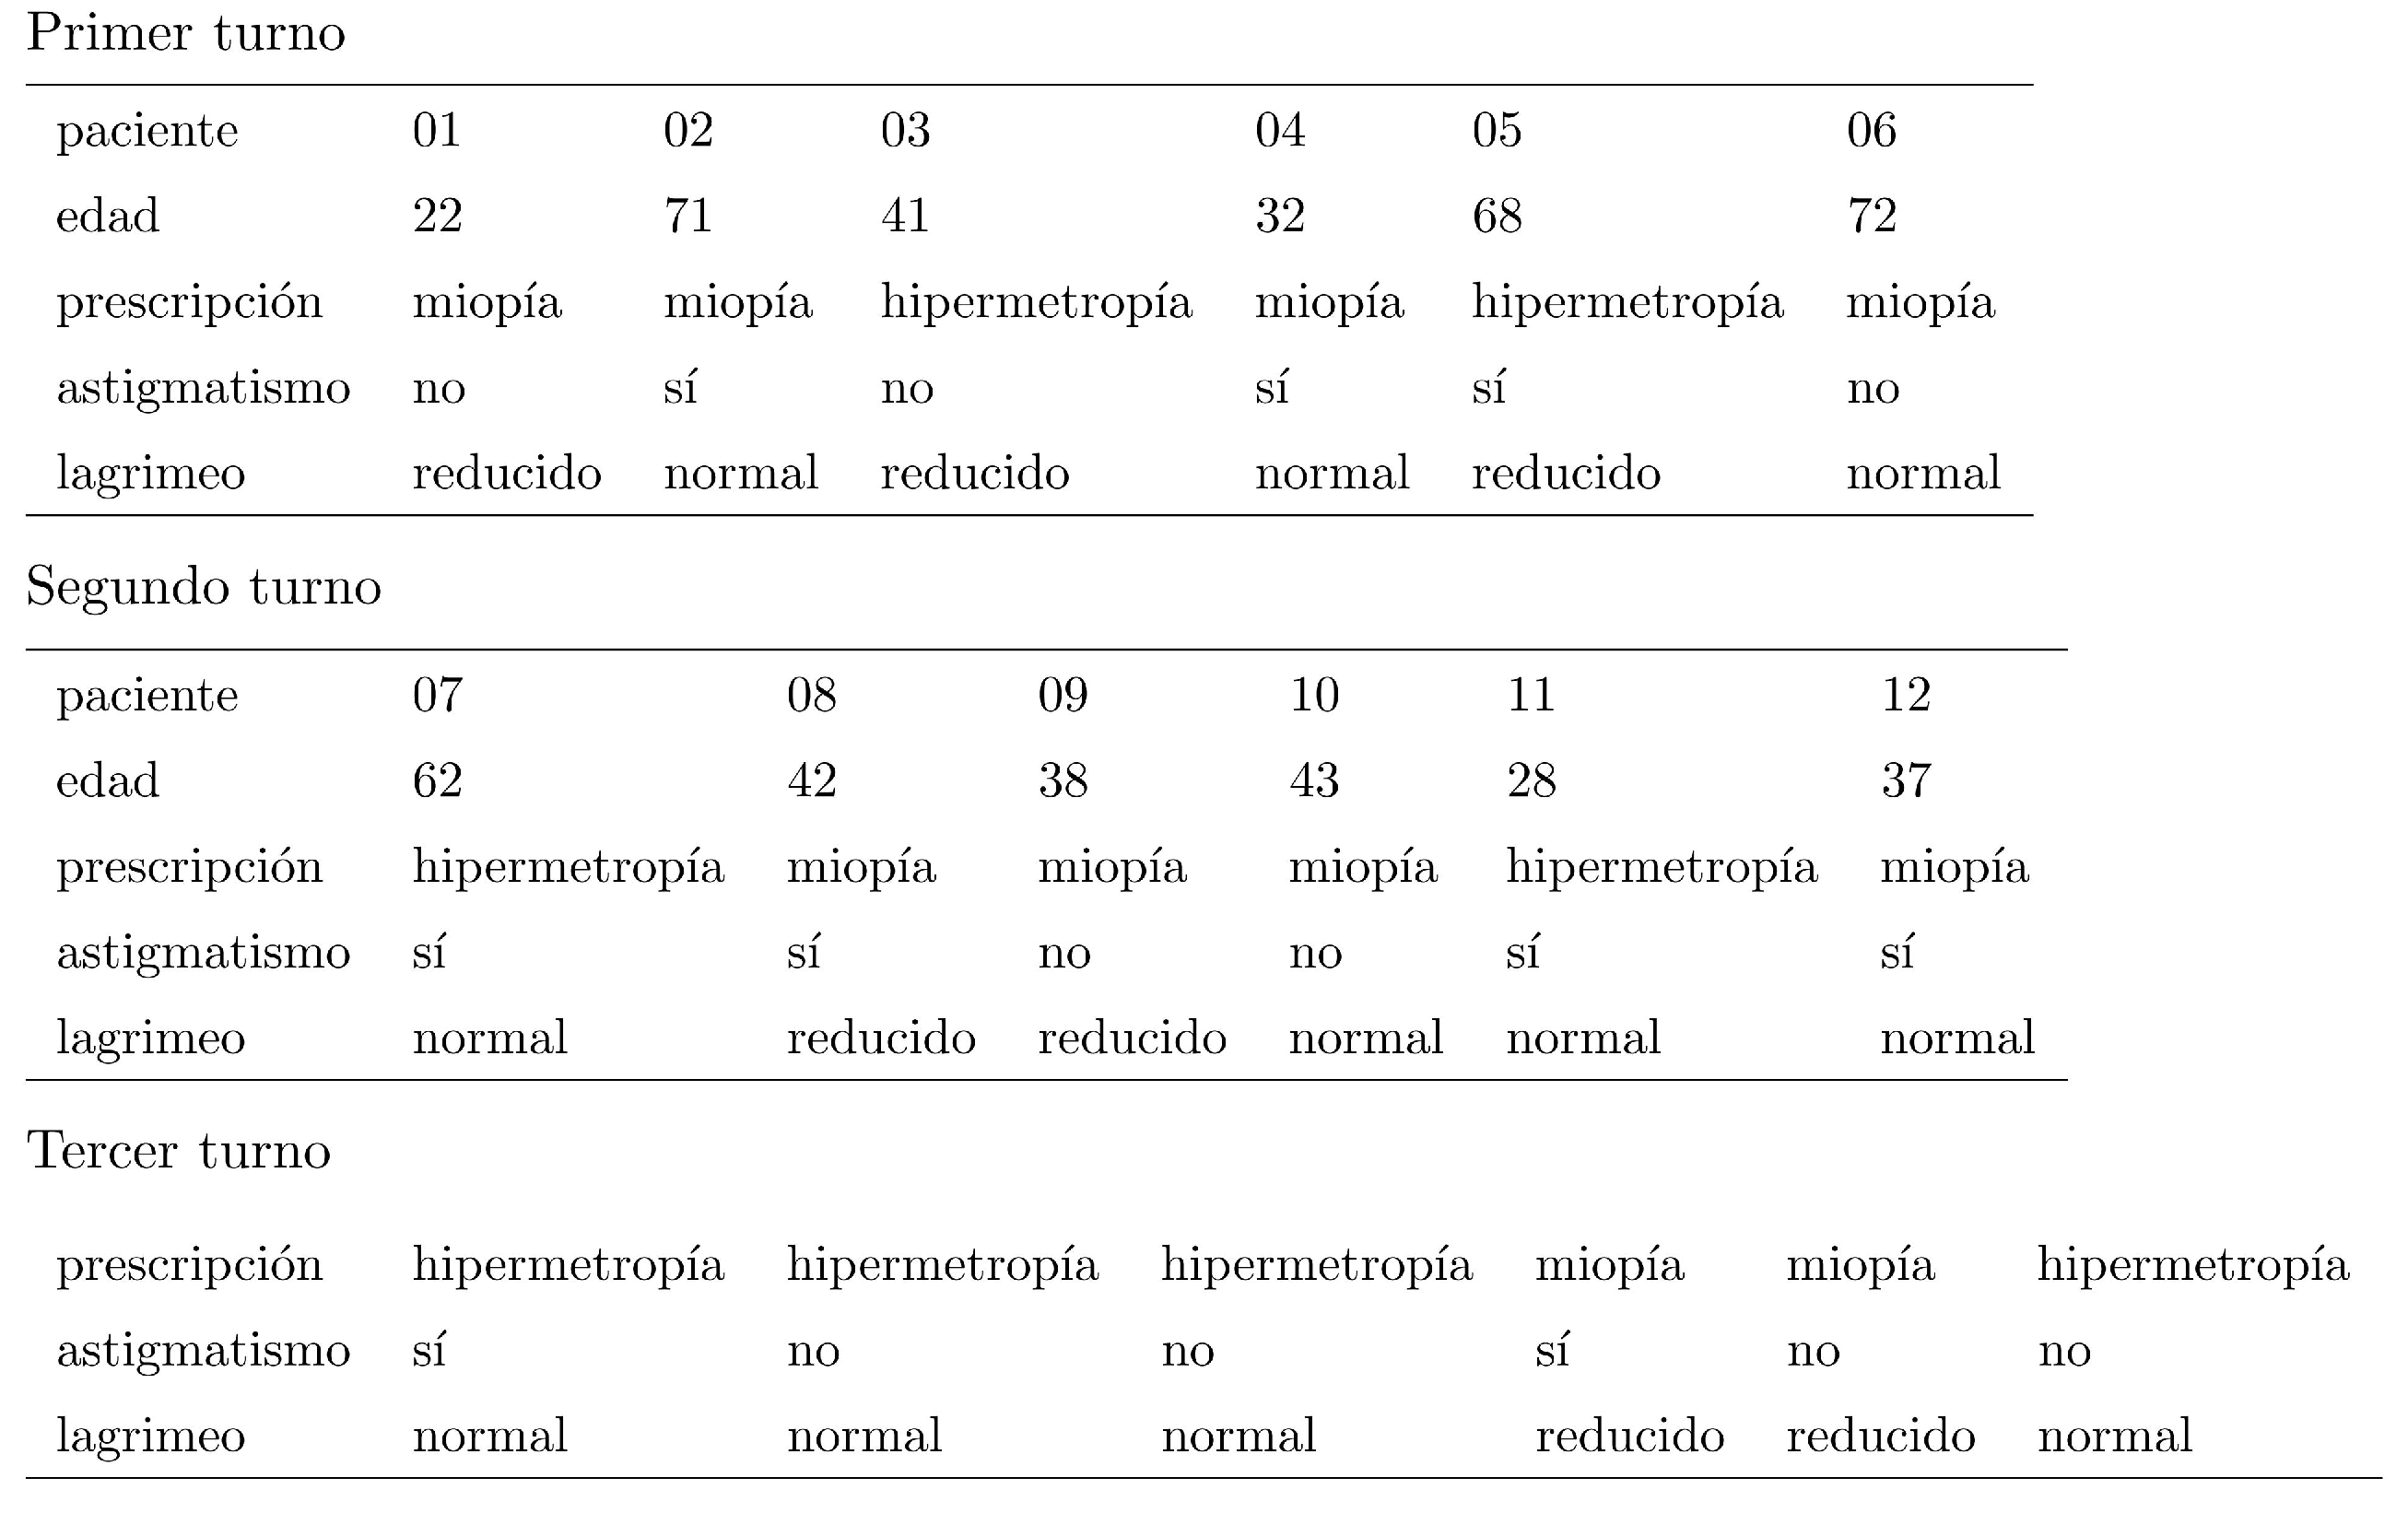 Primer turno
paciente 01 02 03 04 05 06
edad 22 71 41 32 68 72
prescripción miopía miopía hipermetropía miopía hipermetropía miopía
astigmatismo no sí no sí sí no
lagrimeo reducido normal reducido normal reducido normal
Segundo turno
paciente 07 08 09 10 11 12
edad 62 42 38 43 28 37
prescripción hipermetropía miopía miopía miopía hipermetropía miopía
astigmatismo sí sí no no sí sí
lagrimeo normal reducido reducido normal normal normal
Tercer turno
prescripción hipermetropía hipermetropía hipermetropía miopía miopía hipermetropía
astigmatismo sí no no sí no no
lagrimeo normal normal normal reducido reducido normal